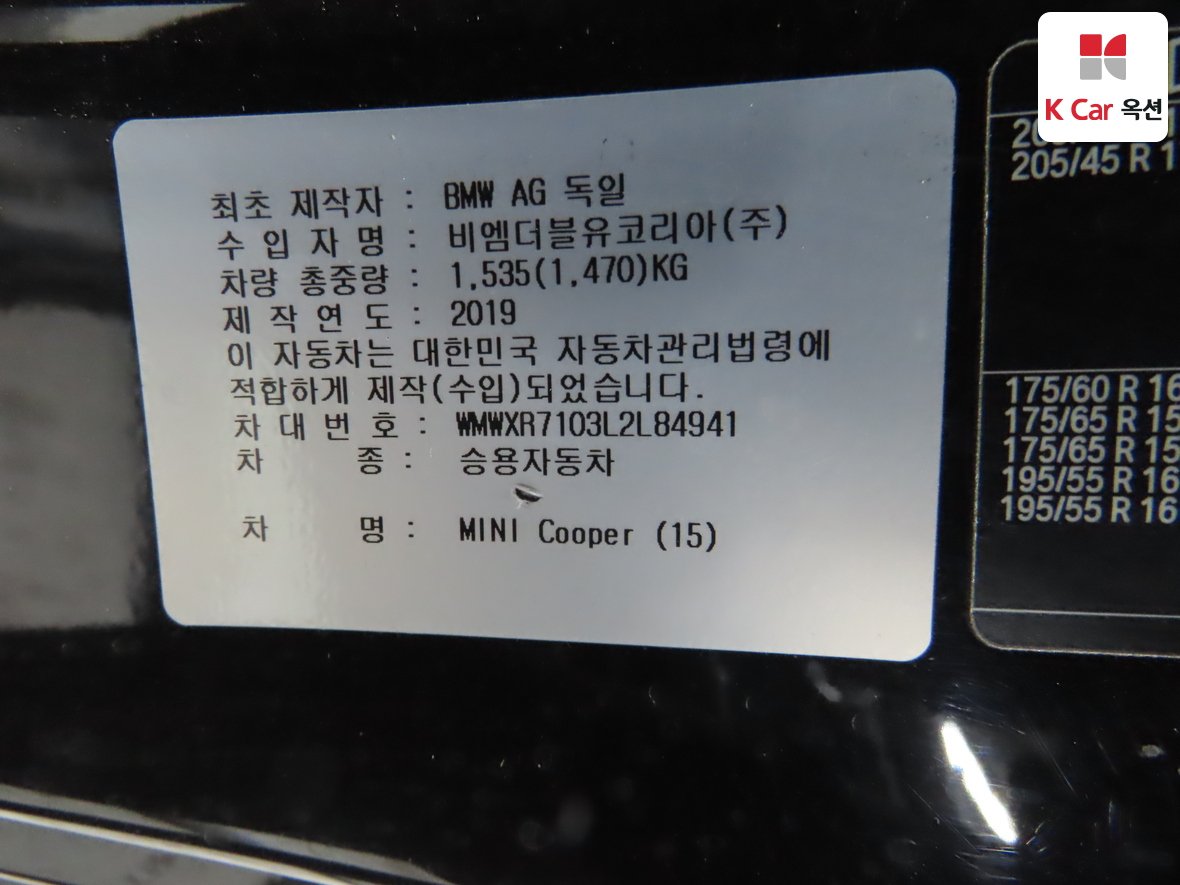 K Car 옥션
최초 제작자 : BMW AG 독일
수 입 자 명 : 비엠더블유코리아(주)
차량 총중량 : 1,535(1,470)KG
제 작 연 도 : 2019
이 자동차는 대한민국 자동차관리법령에
적합하게 제작(수입)되었습니다.
차 대 번 호 : WMWXR7103L2L84941
차 종 : 승용자동차
차 명 : MINI Cooper (15)
205/45 R 1
175/60 R 16
175/65 R 15
175/65 R 15
195/55 R 16
195/55 R 16